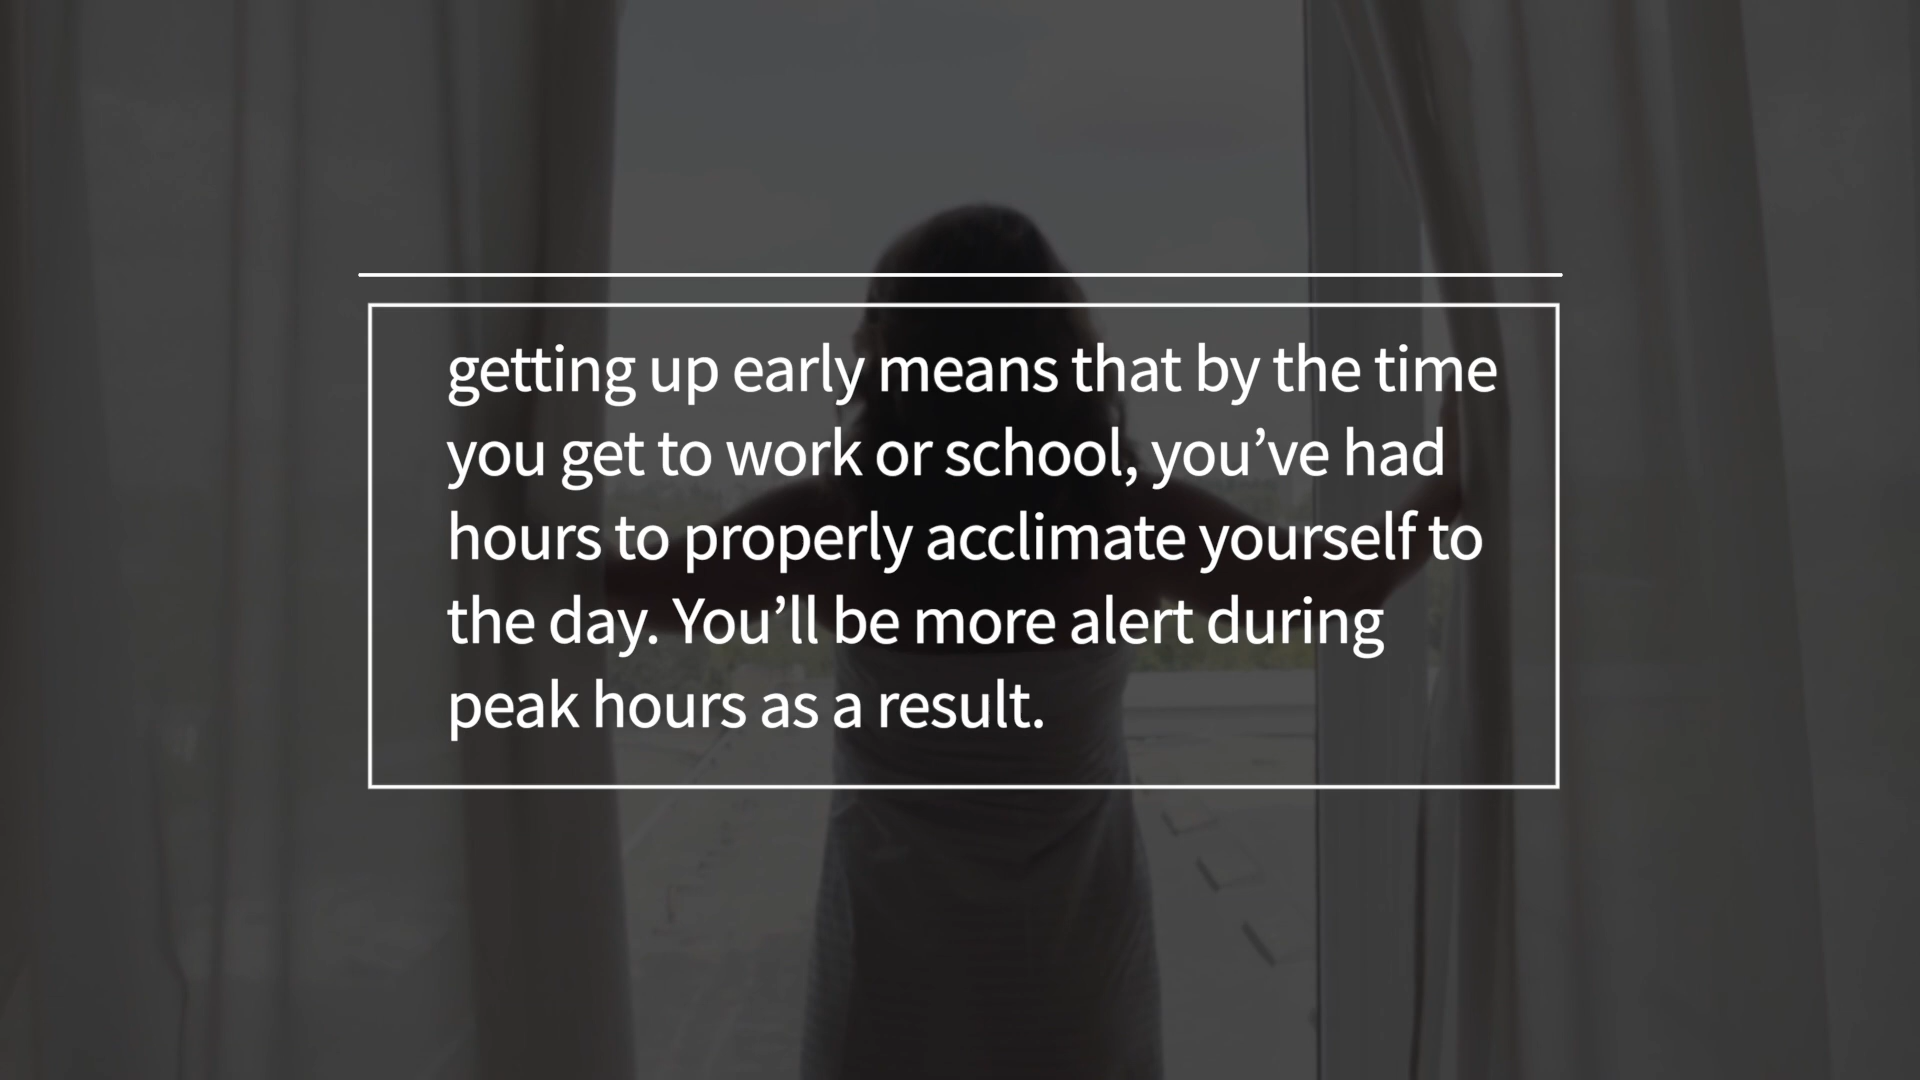 getting up early means that by the time
you get to work or school, you’ve had
hours to properly acclimate yourself to
the day. You’ll be more alert during
peak hours as a result.